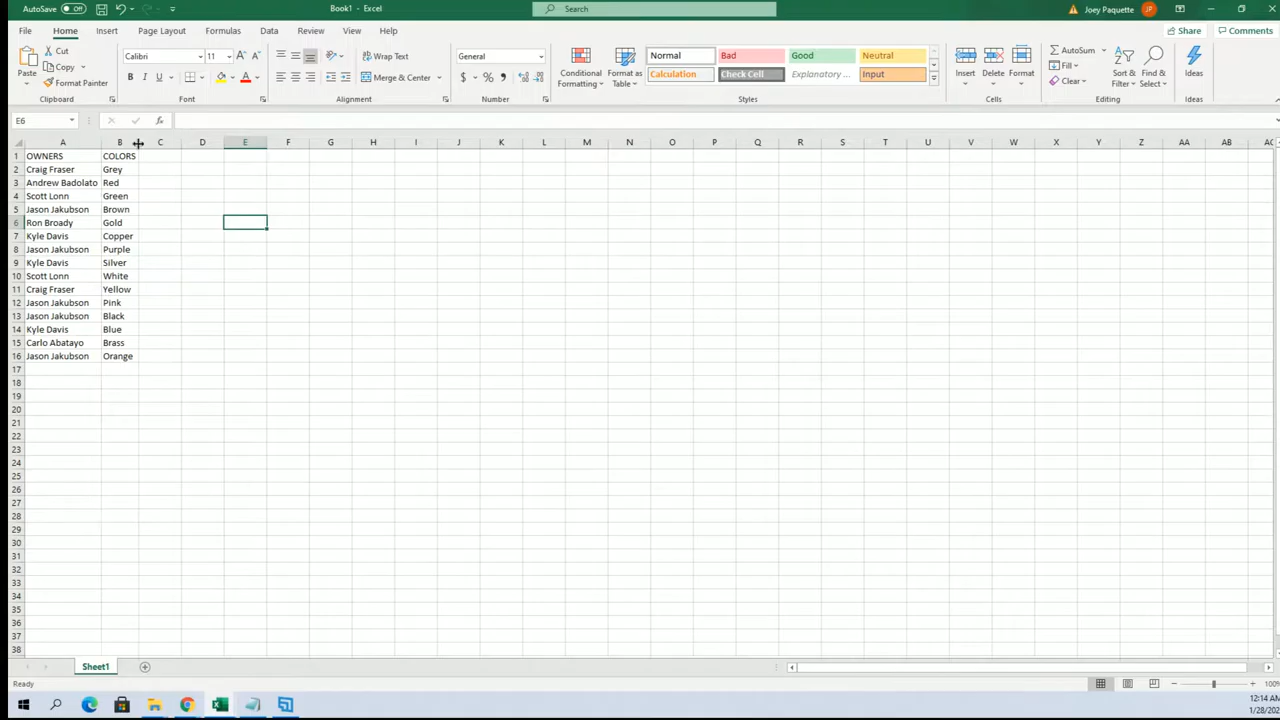 AutoSave Off Book1 - Excel Search Joey Paquette JP
File Home Insert Page Layout Formulas Data Review View Help Share Comments
Paste Cut Copy Format Painter Clipboard
Calibri 11 A A B I U A Font
Wrap Text Merge & Center Alignment
General $ % , Number
Conditional Formatting Format as Table Normal Bad Good Neutral Calculation Check Cell Explanatory ... Input Styles
Insert Delete Format Cells
AutoSum Fill Clear Sort & Filter Find & Select Editing
Ideas Ideas
E6 fx
A B C D E F G H I J K L M N O P Q R S T U V W X Y Z AA AB AC
1 OWNERS COLORS
2 Craig Fraser Grey
3 Andrew Badolato Red
4 Scott Lonn Green
5 Jason Jakubson Brown
6 Ron Broady Gold
7 Kyle Davis Copper
8 Jason Jakubson Purple
9 Kyle Davis Silver
10 Scott Lonn White
11 Craig Fraser Yellow
12 Jason Jakubson Pink
13 Jason Jakubson Black
14 Kyle Davis Blue
15 Carlo Abatayo Brass
16 Jason Jakubson Orange
17
18
19
20
21
22
23
24
25
26
27
28
29
30
31
32
33
34
35
36
37
38
Sheet1
Ready 100%
12:14 AM
1/28/202